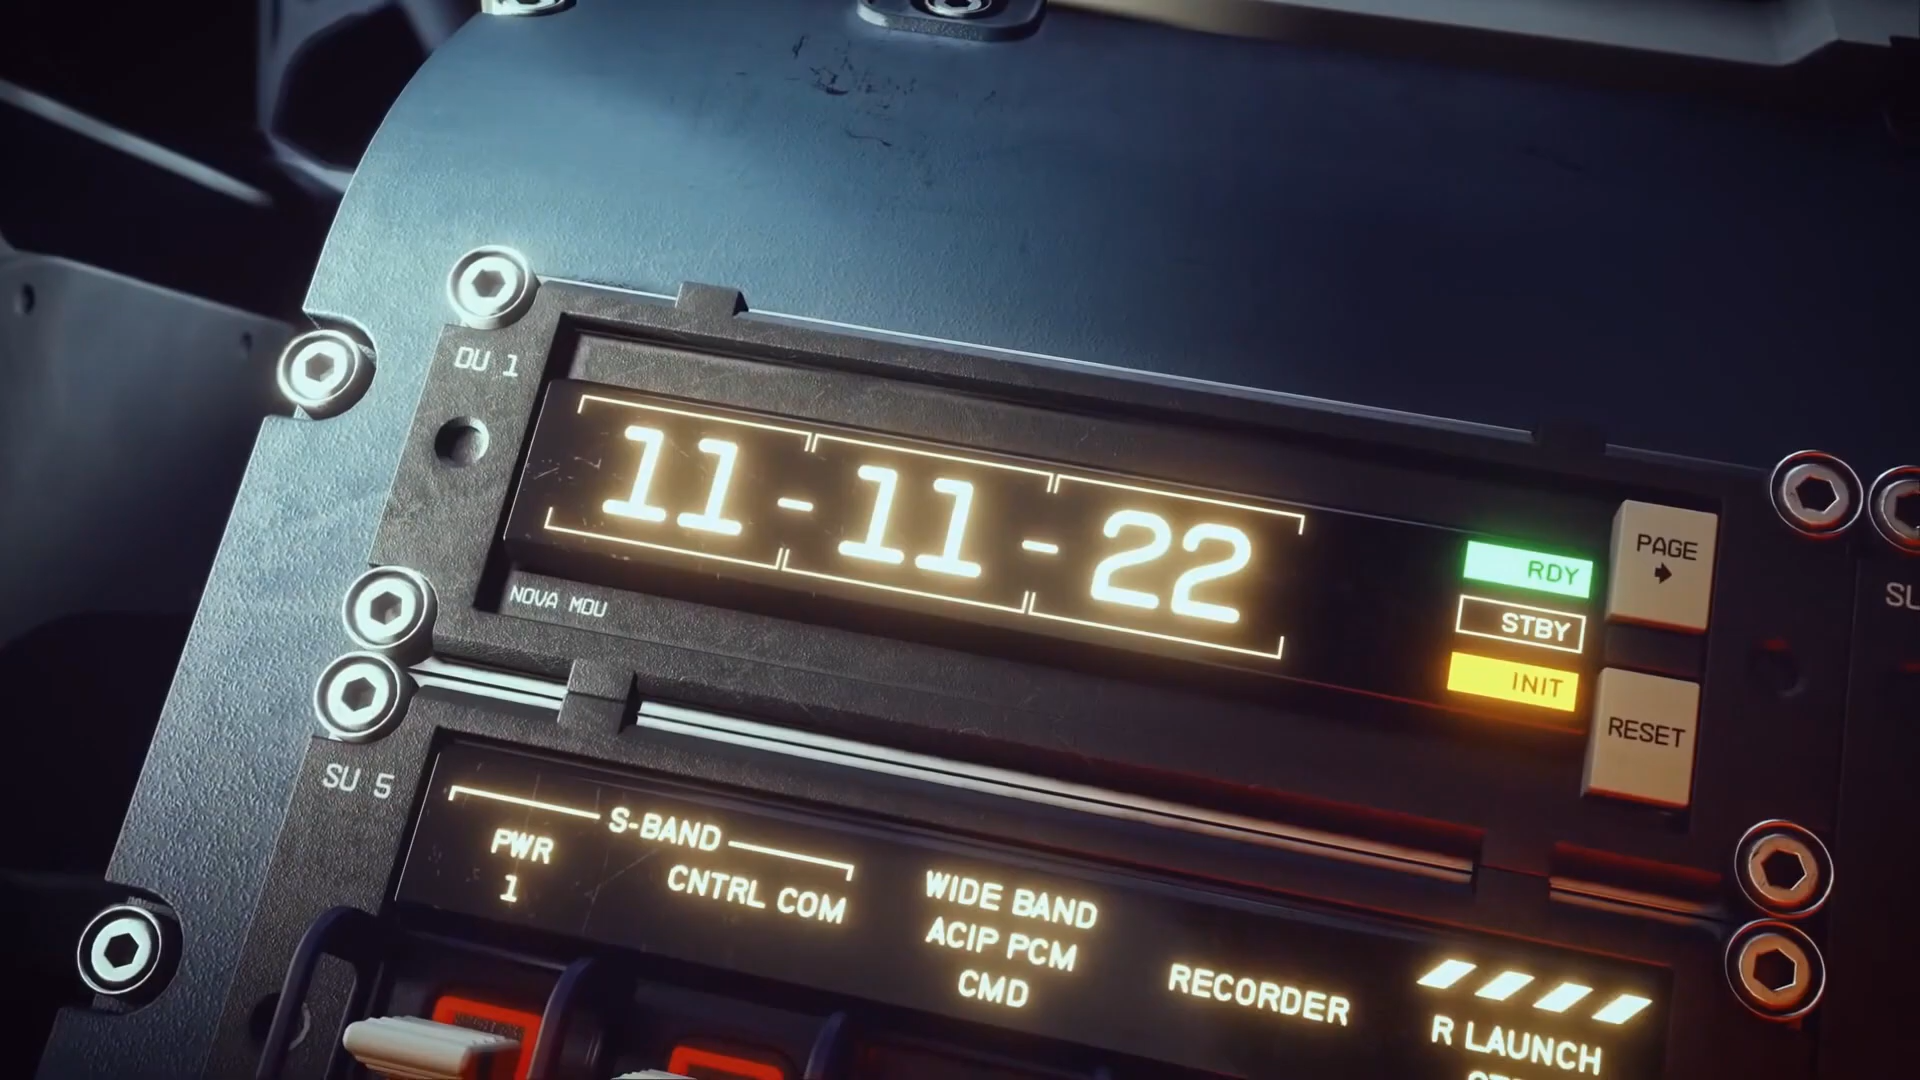 DU 1
11-11-22
RDY
STBY
INIT
PAGE
RESET
NOVA MDU
SU 5
S-BAND
PWR
1
CNTRL COM
WIDE BAND
ACIP PCM
CMD
RECORDER
R LAUNCH